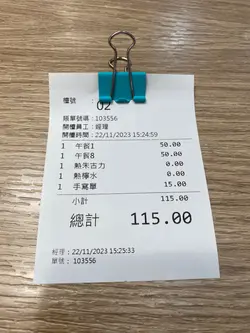 檯號 : 02
賬單號碼 : 103556
開檯員工 : 經理
開檯時間 : 22/11/2023 15:24:59
1 午餐1 50.00
1 午餐8 50.00
1 熱朱古力 0.00
1 熱檸水 0.00
1 手寫單 15.00
小計 115.00
總計 115.00
經理 : 22/11/2023 15:25:33
單號 : 103556